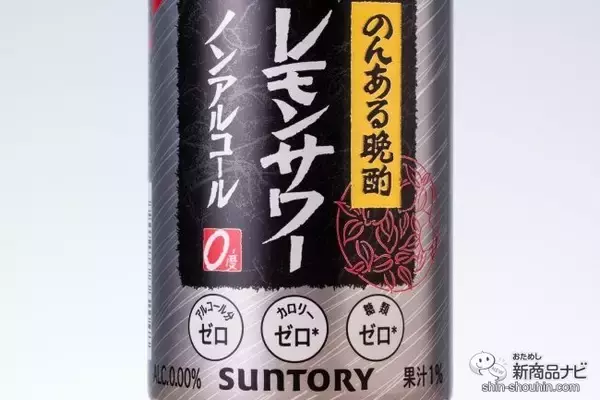 のんある晩酌
レモンサワー
ノンアルコール
アルコール分
ゼロ
カロリー
ゼロ*
糖類
ゼロ*
ALC.0.00%
SUNTORY
果汁1%
おためし
新商品ナビ
shin-shouhin.com